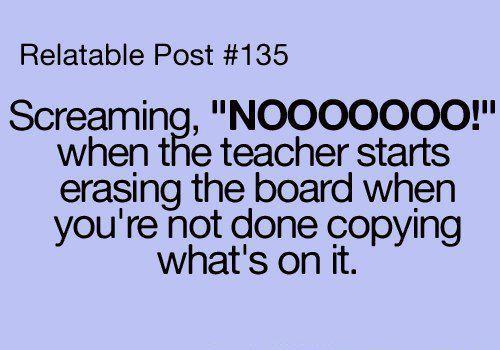 Relatable Post #135
Screaming, "NOOOOOOO!"
when the teacher starts
erasing the board when
you're not done copying
what's on it.